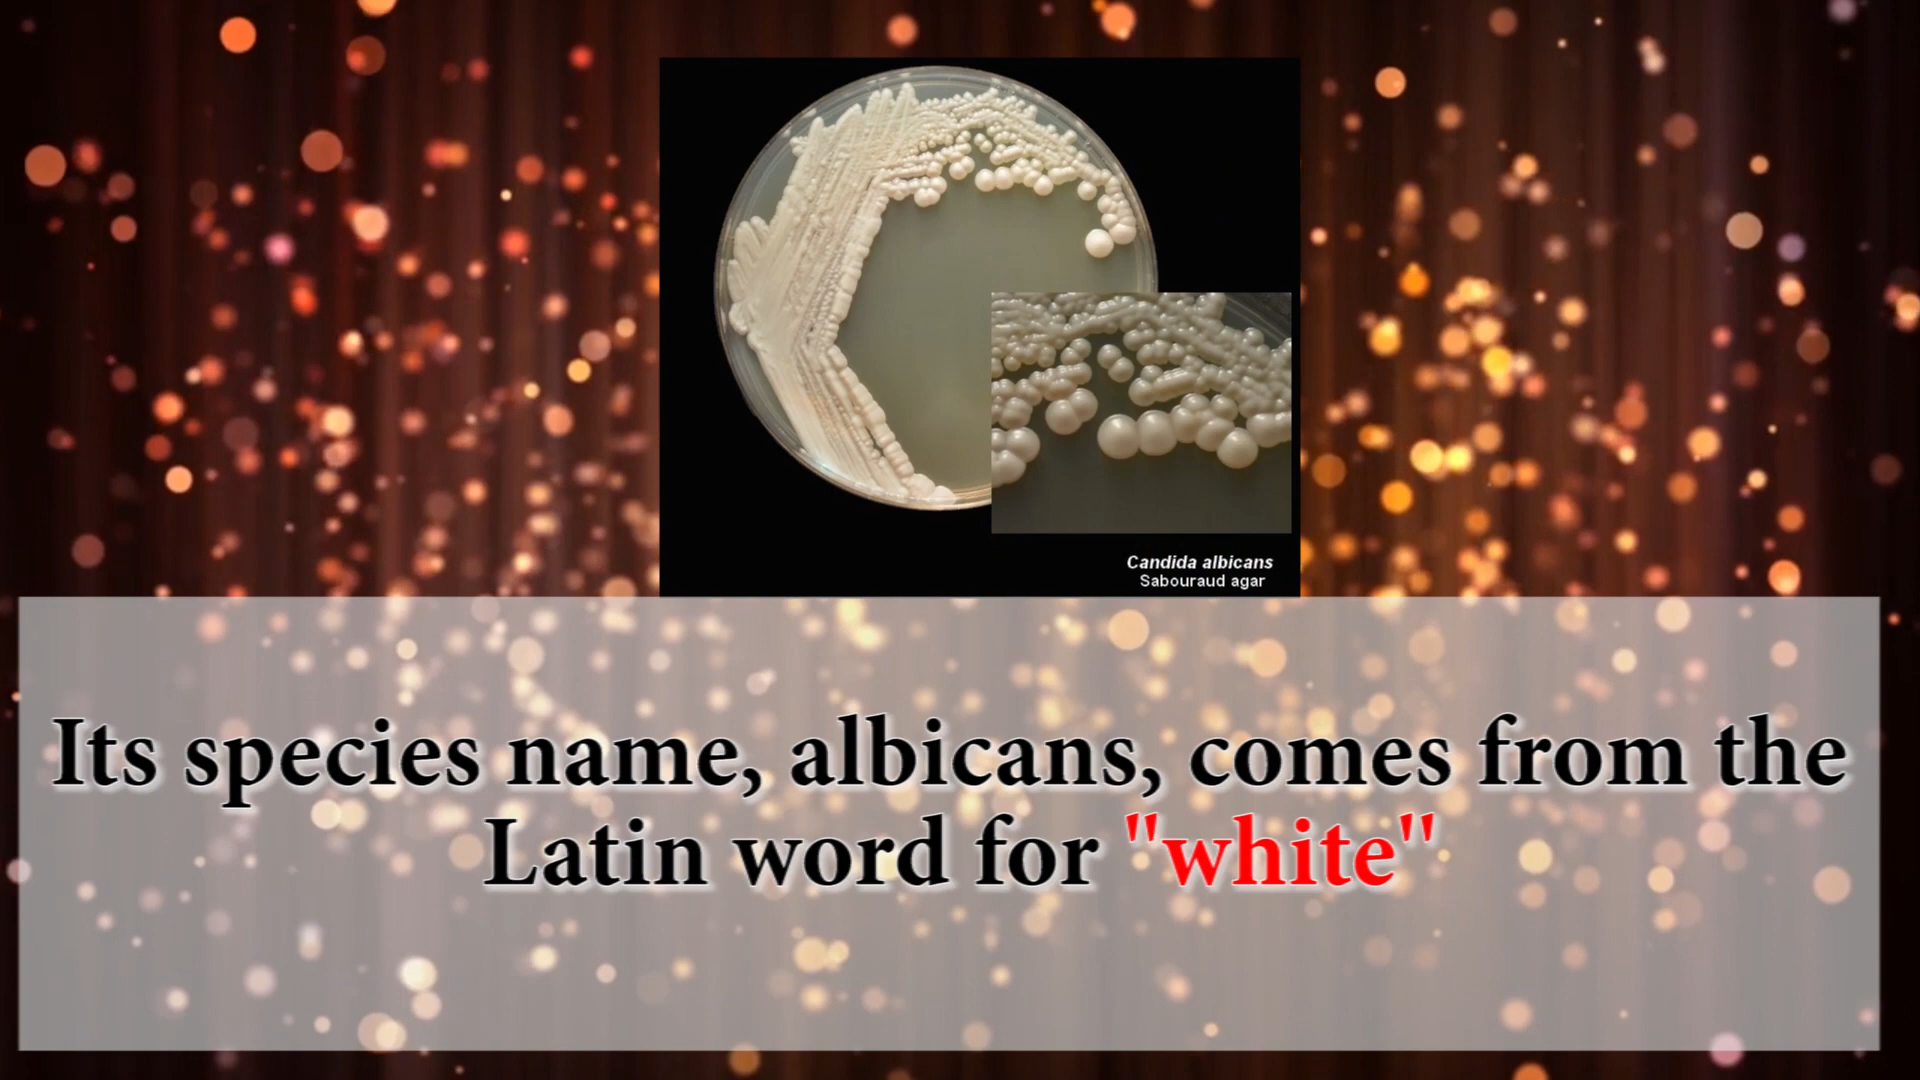 Candida albicans
Sabouraud agar
Its species name, albicans, comes from the
Latin word for "white"